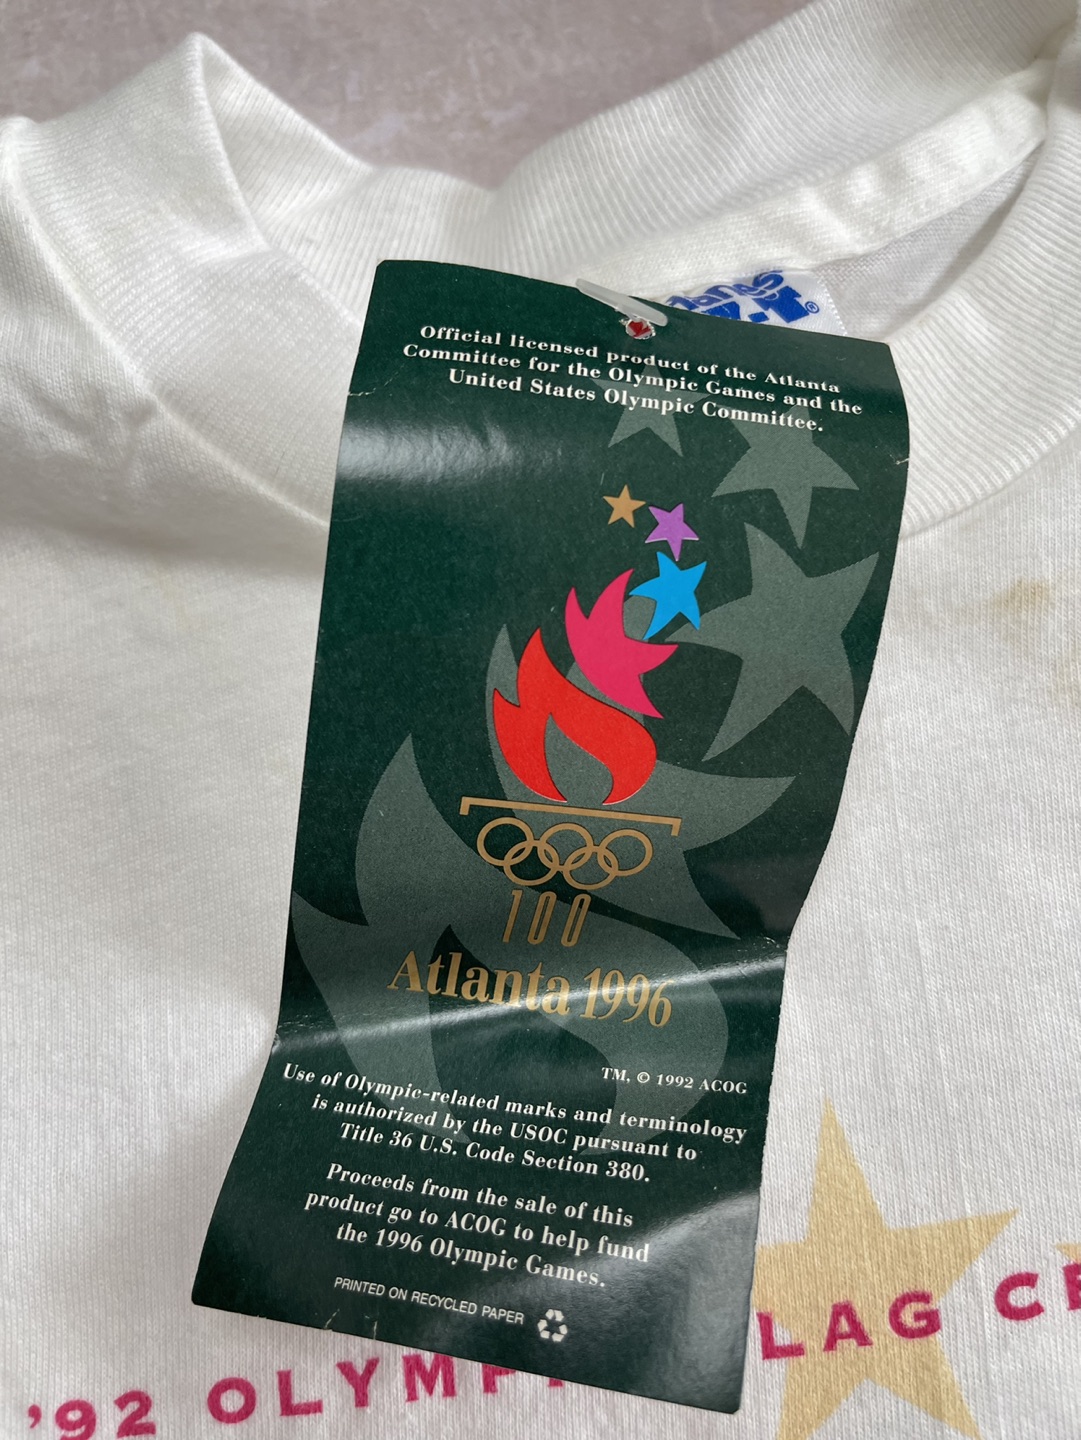 Official licensed product of the Atlanta
Committee for the Olympic Games and the
United States Olympic Committee.
100
Atlanta 1996
TM, © 1992 ACOG
Use of Olympic-related marks and terminology
is authorized by the USOC pursuant to
Title 36 U.S. Code Section 380.
Proceeds from the sale of this
product go to ACOG to help fund
the 1996 Olympic Games.
PRINTED ON RECYCLED PAPER
'92 OLYMP LAG CE